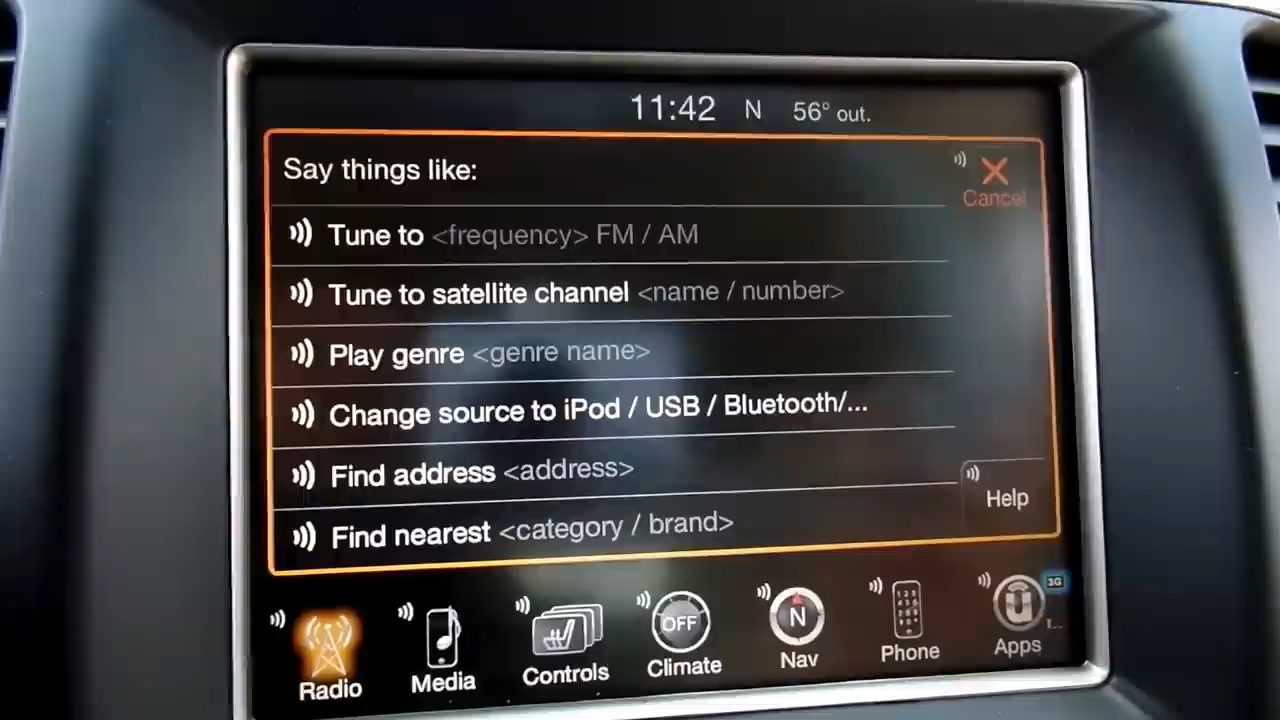 11:42 N 56° out.
Say things like:
Cancel
Tune to <frequency> FM / AM
Tune to satellite channel <name / number>
Play genre <genre name>
Change source to iPod / USB / Bluetooth/...
Find address <address>
Help
Find nearest <category / brand>
OFF
N
3G
Radio
Media
Controls
Climate
Nav
Phone
Apps